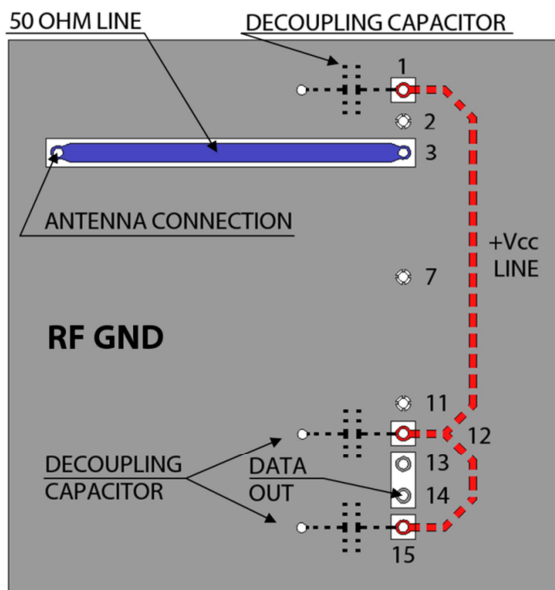 50 OHM LINE
DECOUPLING CAPACITOR
1
2
3
ANTENNA CONNECTION
+Vcc
LINE
7
RF GND
11
12
DECOUPLING
CAPACITOR
DATA
OUT
13
14
15